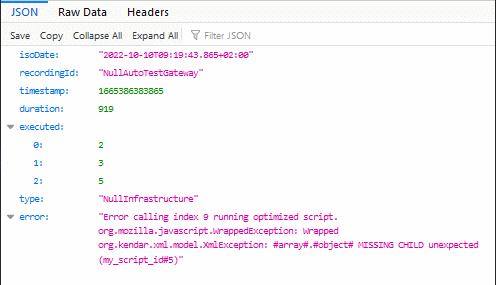 JSON Raw Data Headers
Save Copy Collapse All Expand All Filter JSON
isoDate: "2022-10-10T09:19:43.865+02:00"
recordingId: "NullAutoTestGateway"
timestamp: 1665386383865
duration: 919
executed:
0: 2
1: 3
2: 5
type: "NullInfrastructure"
error: "Error calling index 9 running optimized script.
org.mozilla.javascript.WrappedException: Wrapped
org.kendar.xml.model.XmlException: #array#.#object# MISSING CHILD unexpected
(my_script_id#5)"